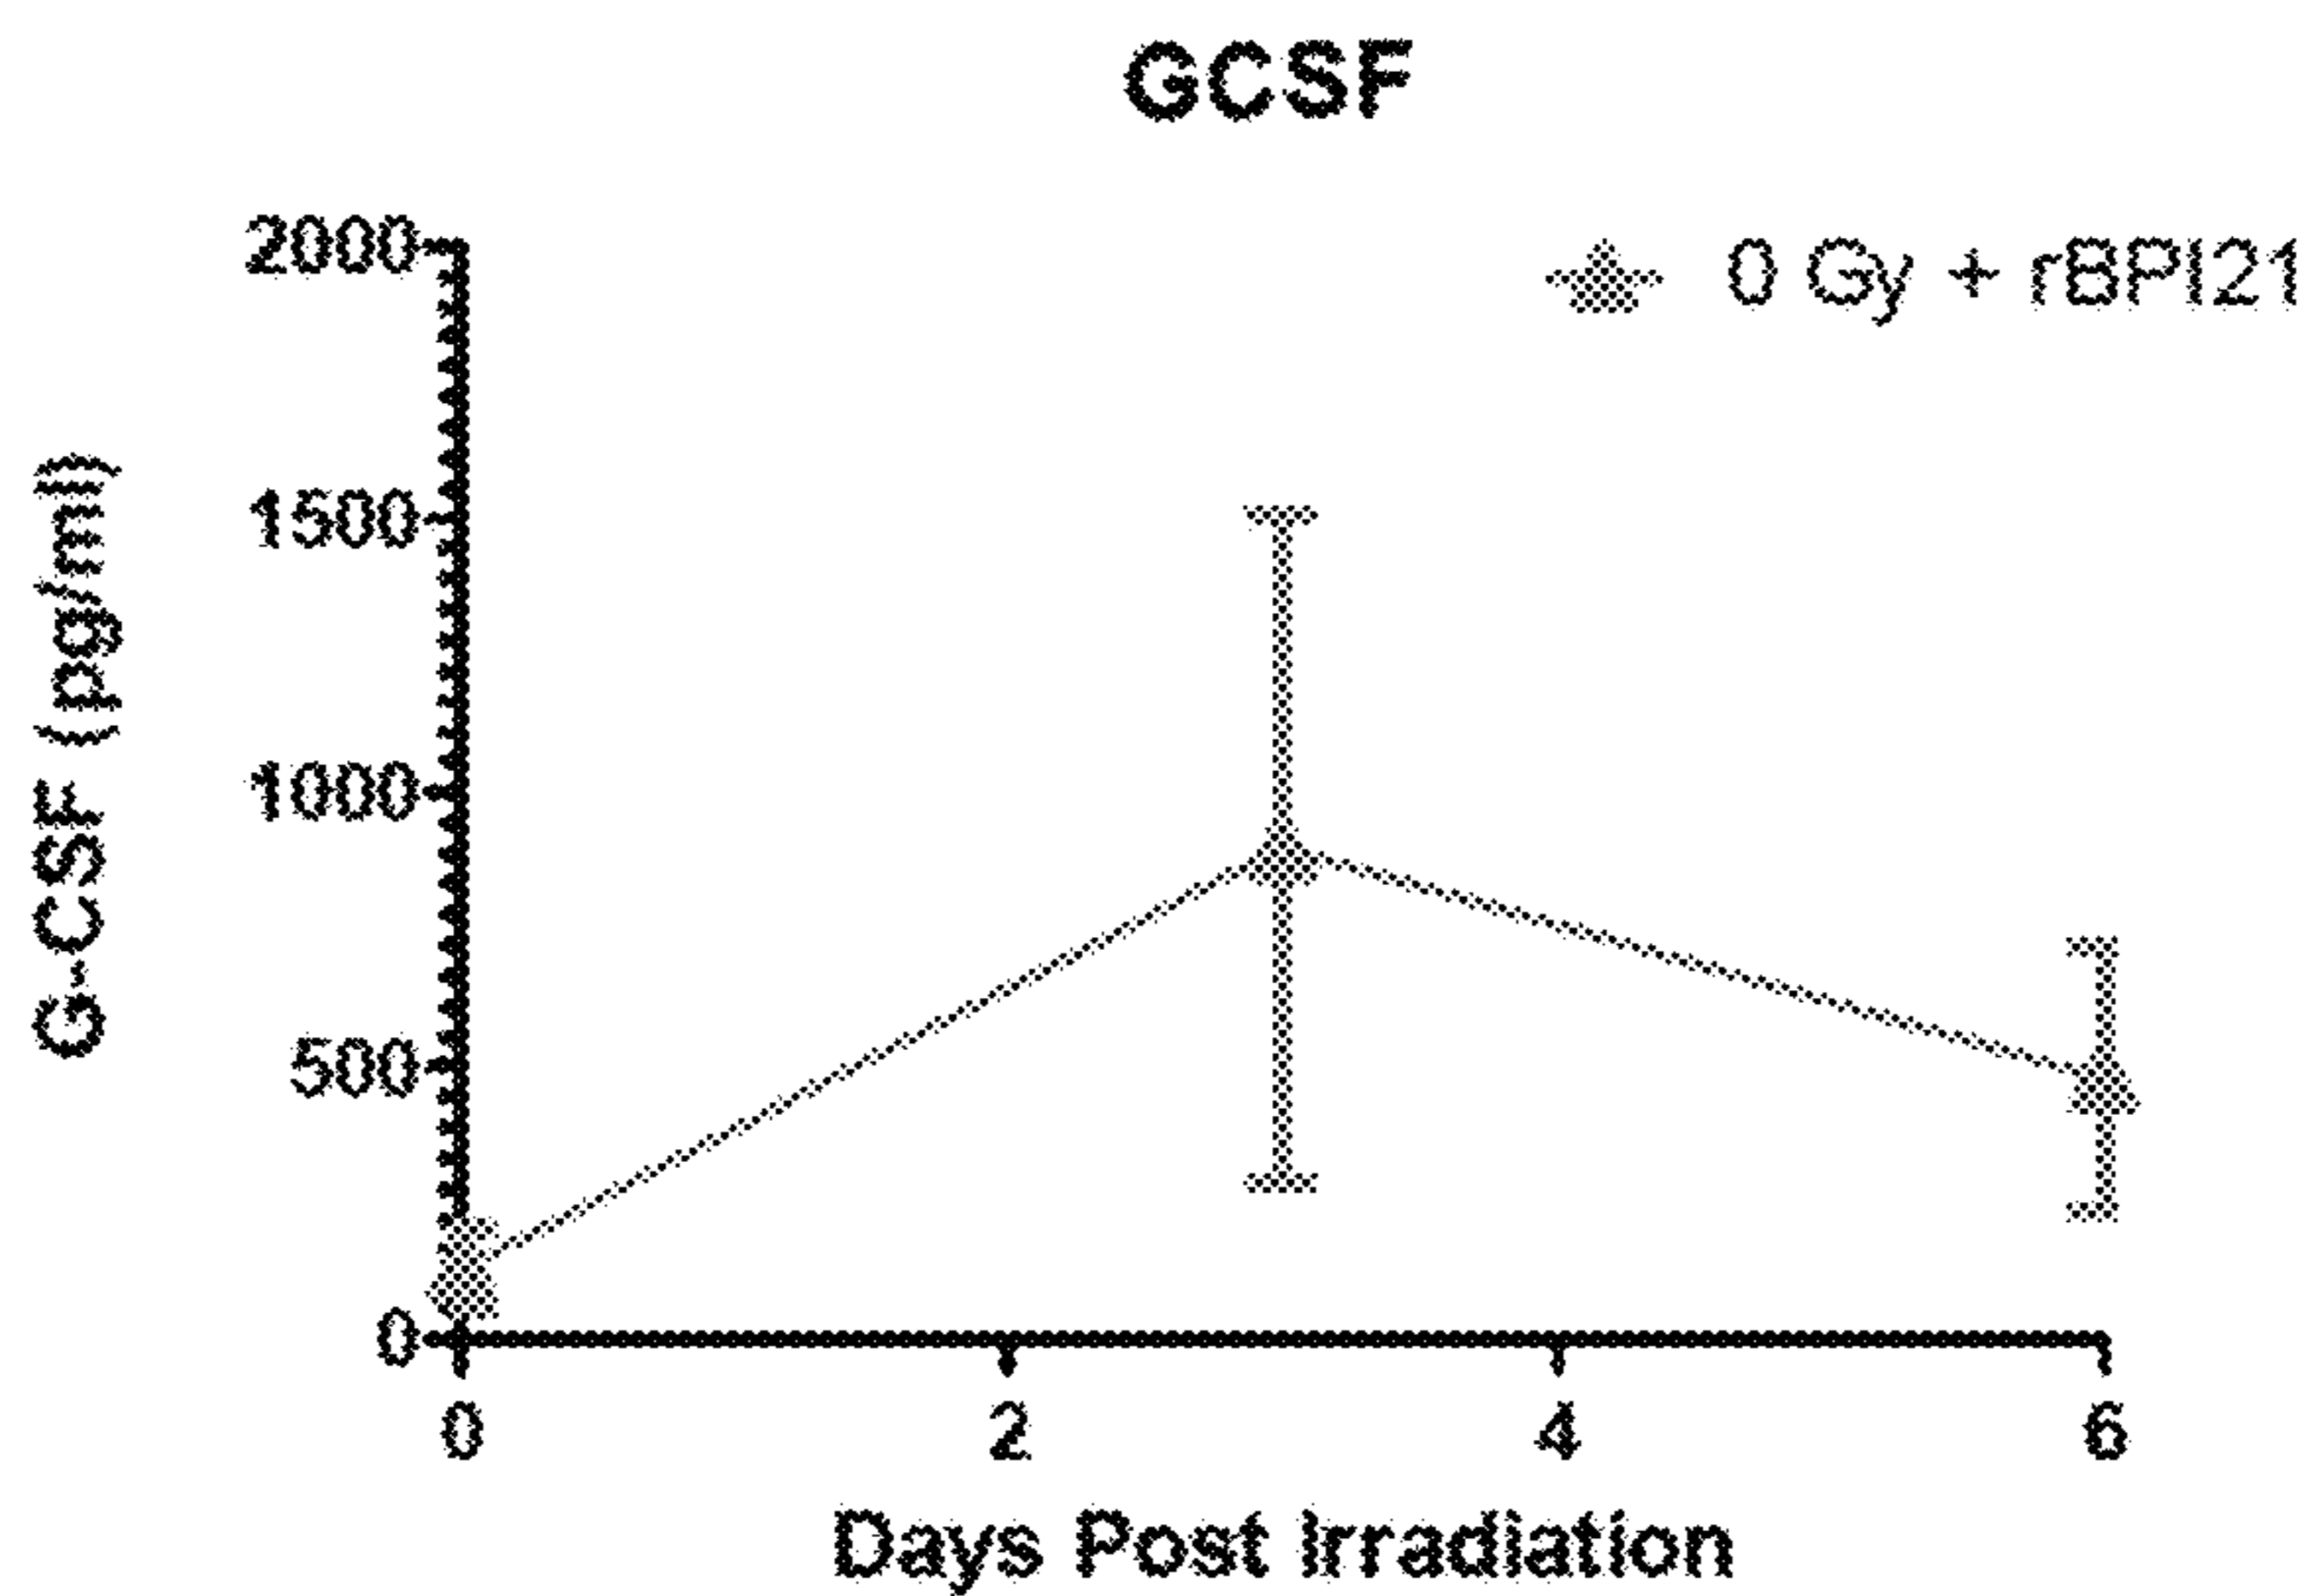 GCSF
0 Gy + rBPI21
G-CSF (pg/ml)
2000
1500
1000
500
0
0 2 4 6
Days Post Irradiation